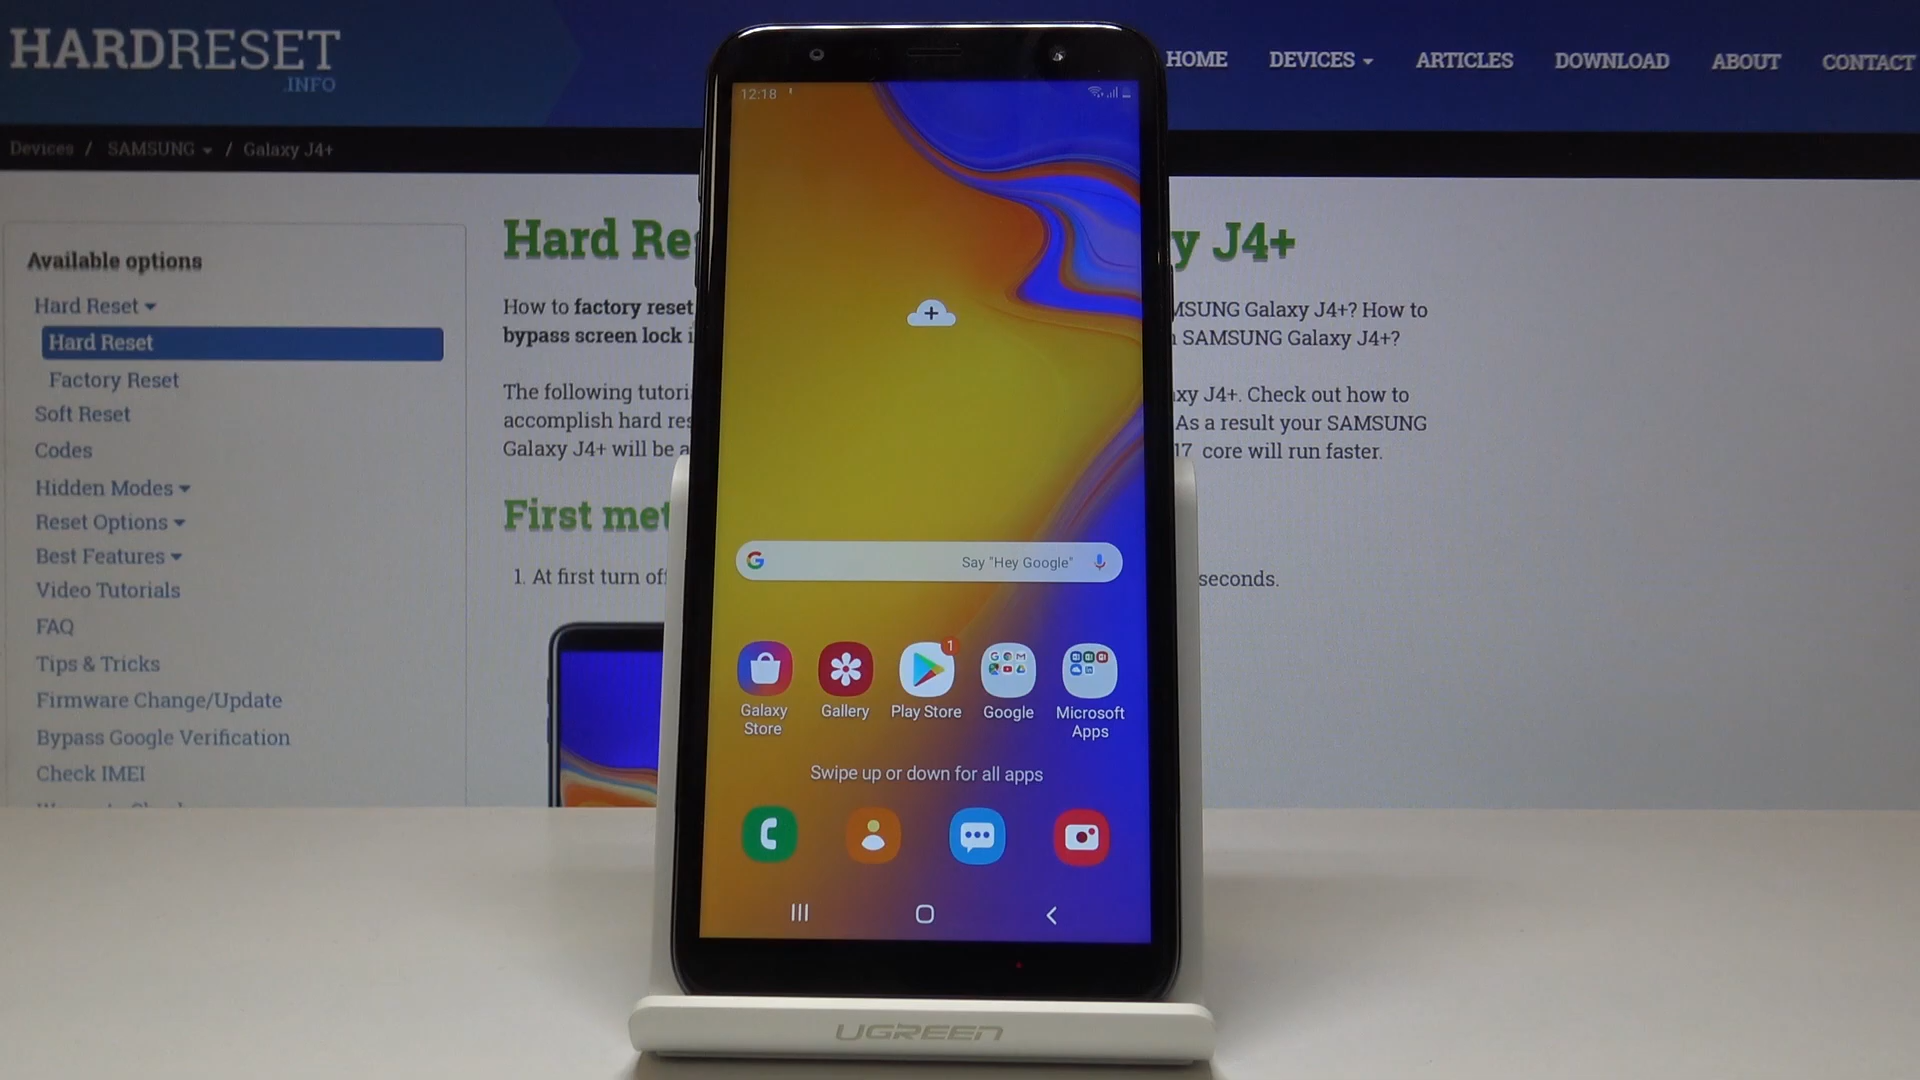 HARDRESET
.INFO
HOME DEVICES ARTICLES DOWNLOAD ABOUT CONTACT
Devices / SAMSUNG / Galaxy J4+
Available options
Hard Reset
Hard Reset
Factory Reset
Soft Reset
Codes
Hidden Modes
Reset Options
Best Features
Video Tutorials
FAQ
Tips & Tricks
Firmware Change/Update
Bypass Google Verification
Check IMEI
Hard Re y J4+
How to factory reset MSUNG Galaxy J4+? How to
bypass screen lock i SAMSUNG Galaxy J4+?
The following tutori xy J4+. Check out how to
accomplish hard res As a result your SAMSUNG
Galaxy J4+ will be a 17 core will run faster.
First met
1. At first turn of seconds.
12:18
G Say "Hey Google"
1
Galaxy Store
Gallery
Play Store
Google
Microsoft Apps
Swipe up or down for all apps
UGREEN